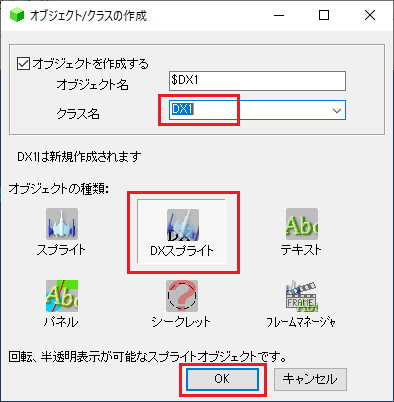 オブジェクト/クラスの作成
オブジェクトを作成する
オブジェクト名 $DX1
クラス名 DX1
DX1は新規作成されます
オブジェクトの種類:
スプライト DXスプライト テキスト
パネル シークレット フレームマネージャ
回転、半透明表示が可能なスプライトオブジェクトです。
OK キャンセル